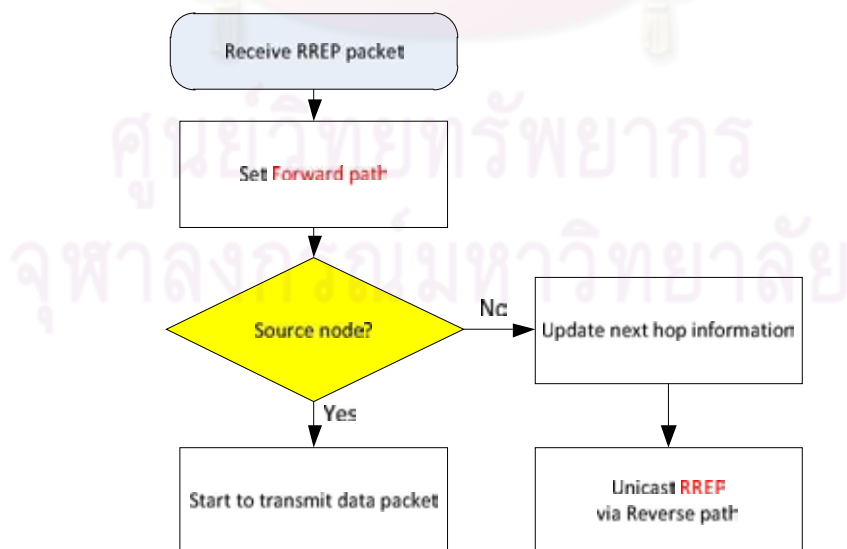 Receive RREP packet
ศูนย์วิทยทรัพยากร
Set Forward path
จุฬาลงกรณ์มหาวิทยาลัย
Source node?
No
Update next hop information
Yes
Start to transmit data packet
Unicast RREP
via Reverse path